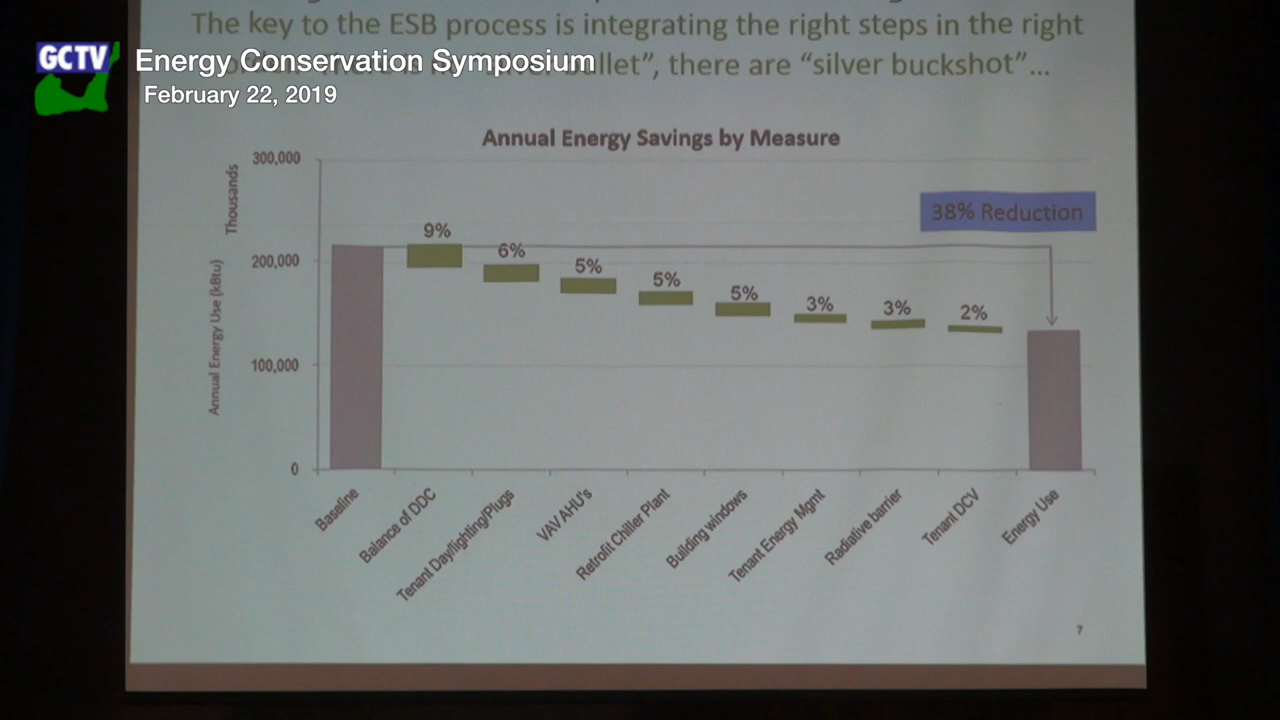 The key to the ESB process is integrating the right steps in the right
bullet”, there are “silver buckshot”…
GCTV
Energy Conservation Symposium
February 22, 2019
Annual Energy Savings by Measure
Thousands
Annual Energy Use (kBtu)
300,000
200,000
100,000
0
38% Reduction
9%
6%
5%
5%
5%
3%
3%
2%
Baseline
Balance of DDC
Tenant Day/lighting/Plugs
VAV AHU's
Retrofit Chiller Plant
Building windows
Tenant Energy Mgmt
Radiative barrier
Tenant DCV
Energy Use
7